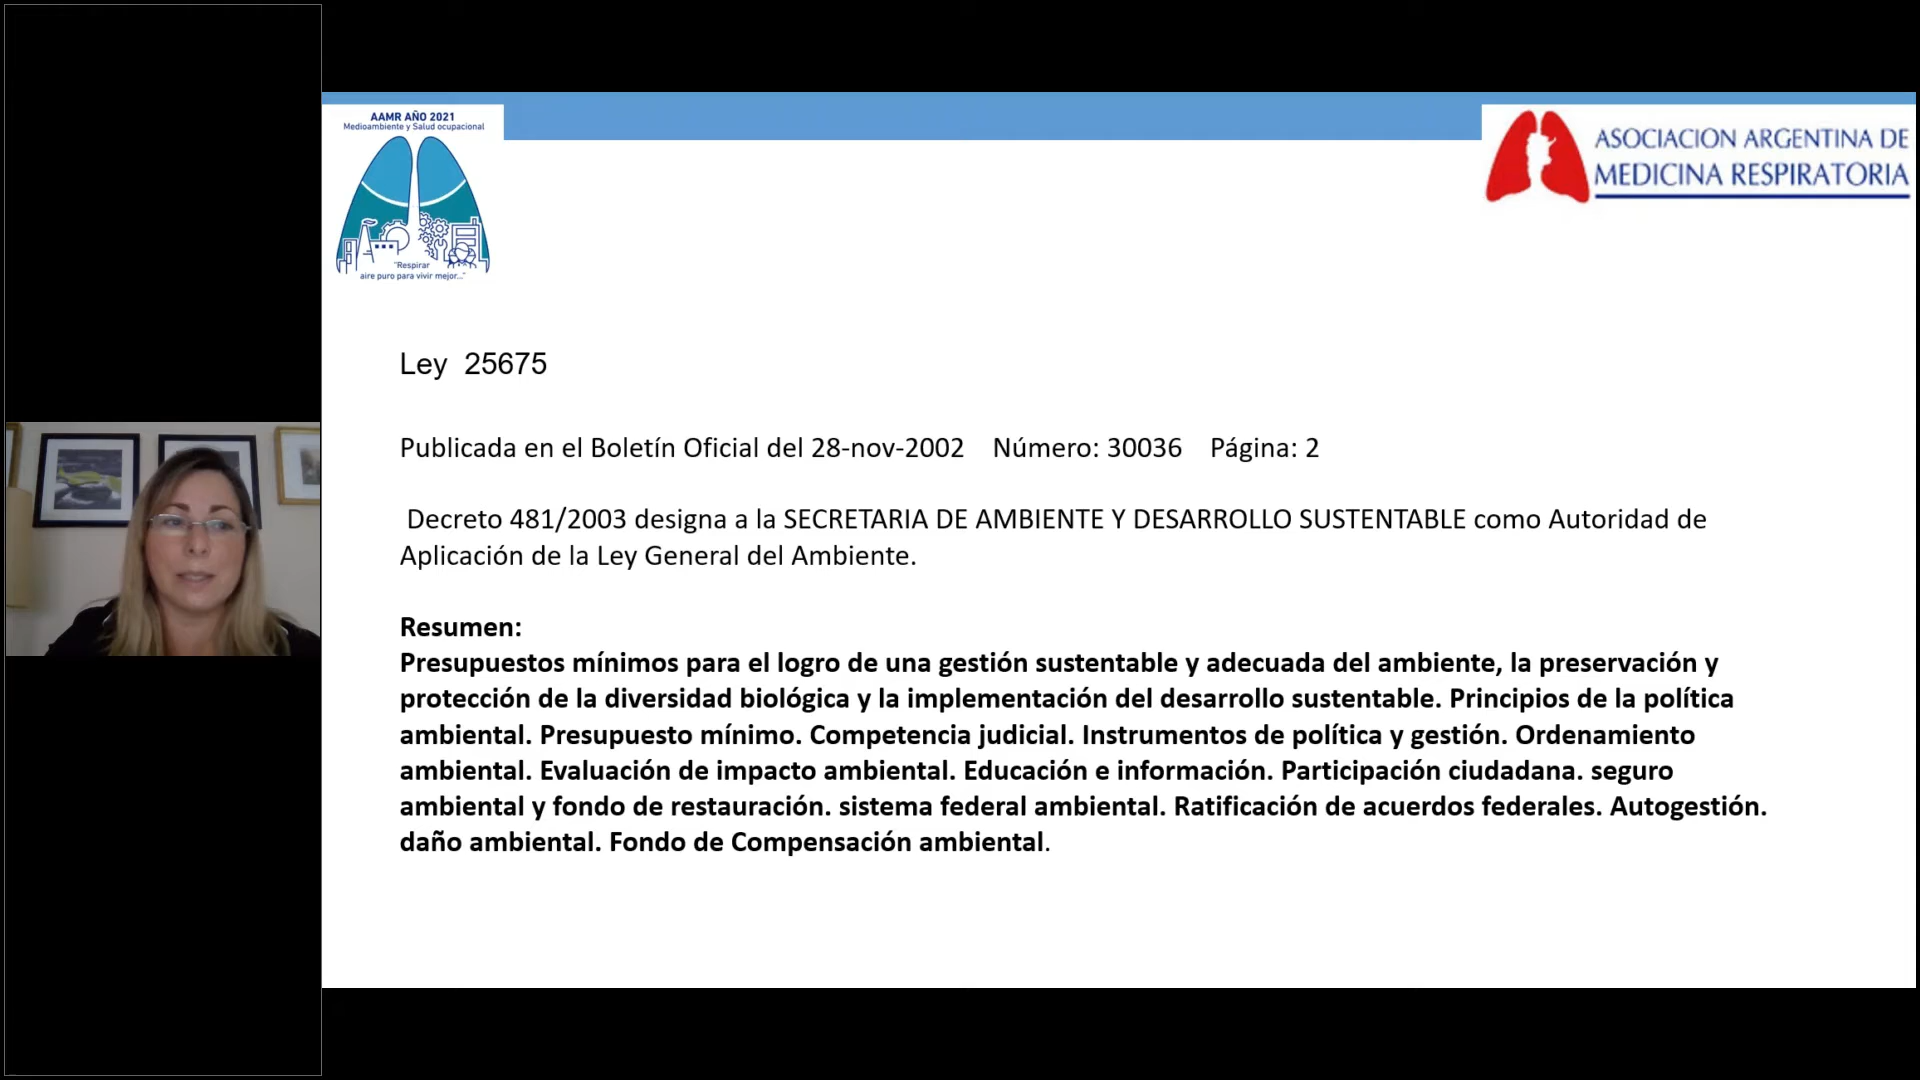 AAMR AÑO 2021
Medioambiente y Salud ocupacional
"Respirar
aire puro para vivir mejor..."
ASOCIACION ARGENTINA DE
MEDICINA RESPIRATORIA
Ley 25675
Publicada en el Boletín Oficial del 28-nov-2002 Número: 30036 Página: 2
Decreto 481/2003 designa a la SECRETARIA DE AMBIENTE Y DESARROLLO SUSTENTABLE como Autoridad de
Aplicación de la Ley General del Ambiente.
Resumen:
Presupuestos mínimos para el logro de una gestión sustentable y adecuada del ambiente, la preservación y
protección de la diversidad biológica y la implementación del desarrollo sustentable. Principios de la política
ambiental. Presupuesto mínimo. Competencia judicial. Instrumentos de política y gestión. Ordenamiento
ambiental. Evaluación de impacto ambiental. Educación e información. Participación ciudadana. seguro
ambiental y fondo de restauración. sistema federal ambiental. Ratificación de acuerdos federales. Autogestión.
daño ambiental. Fondo de Compensación ambiental.